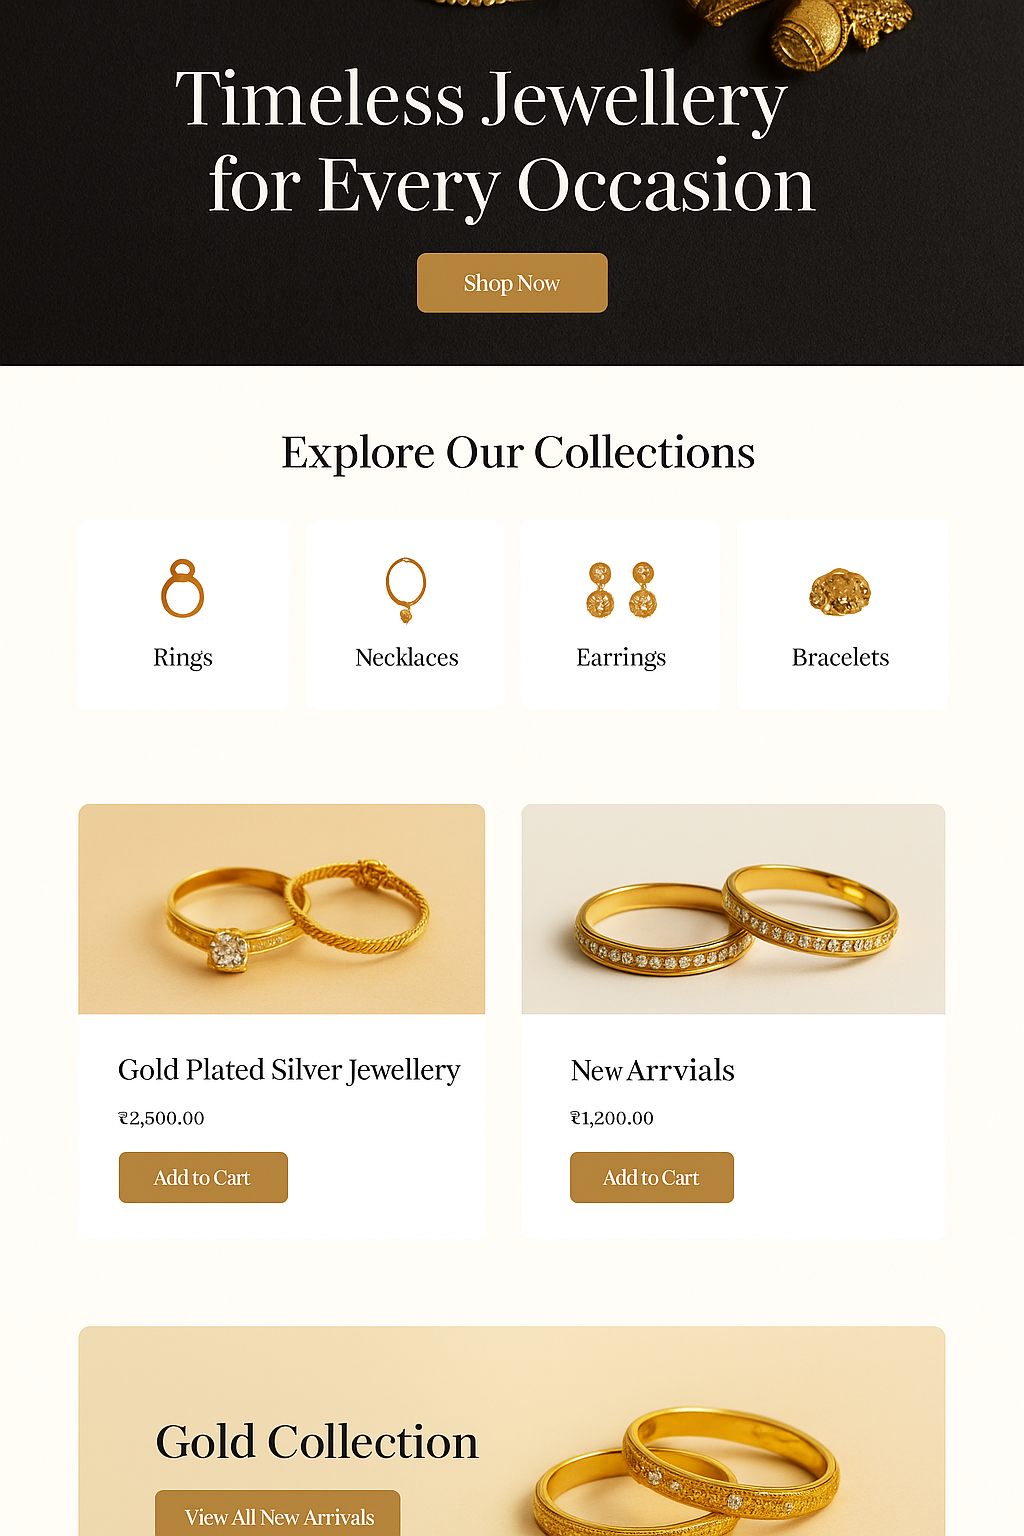 Timeless Jewellery
for Every Occasion
Shop Now
Explore Our Collections
Rings
Necklaces
Earrings
Bracelets
Gold Plated Silver Jewellery
₹2,500.00
Add to Cart
New Arrvials
₹1,200.00
Add to Cart
Gold Collection
View All New Arrivals